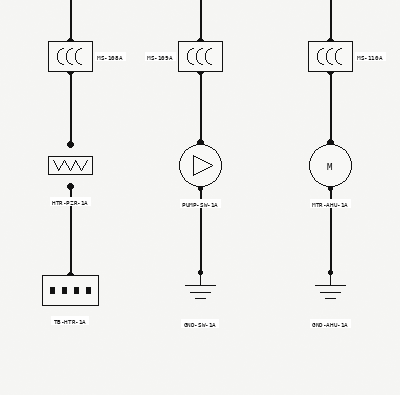 MS-108A
MS-109A
MS-110A
M
HTR-PZR-1A
PUMP-SW-1A
MTR-AHU-1A
TB-HTR-1A
GND-SW-1A
GND-AHU-1A